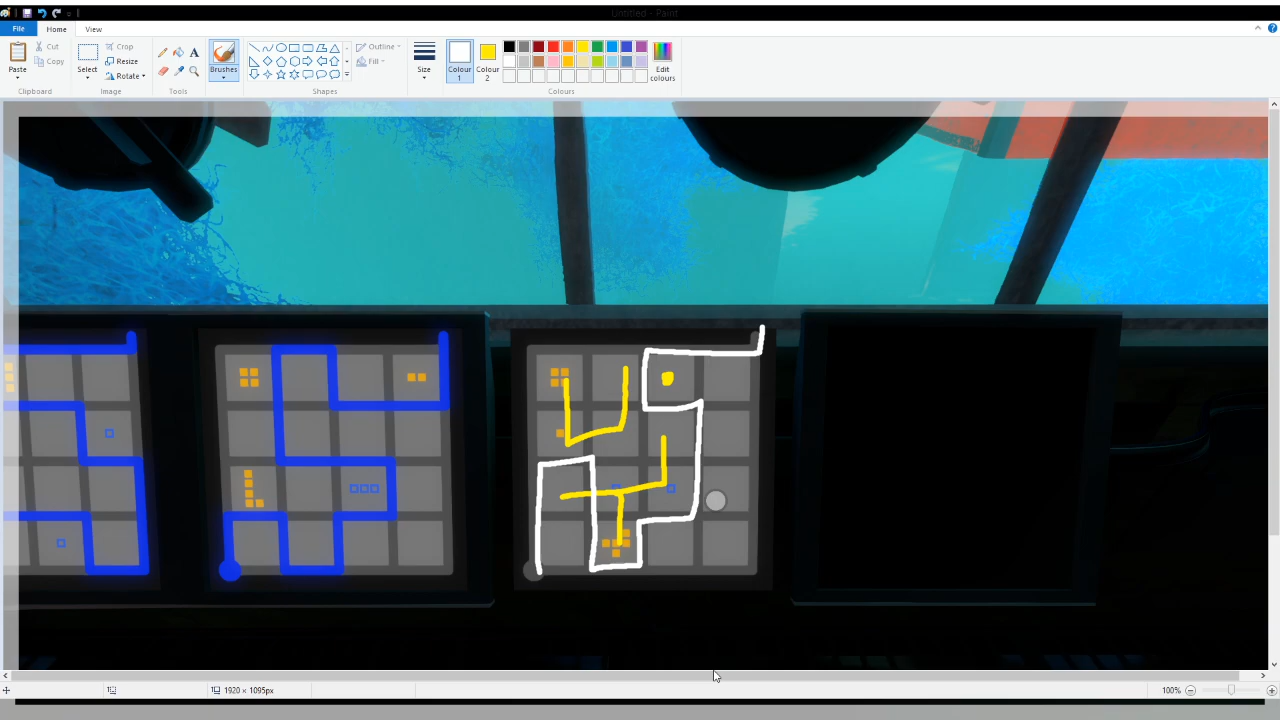 Untitled - Paint
File Home View
Paste
Cut
Copy
Clipboard
Select
Crop
Resize
Rotate
Image
A
Tools
Brushes
Outline
Fill
Shapes
Size
Colour 1
Colour 2
Edit colours
Colours
1920 × 1095px
100%